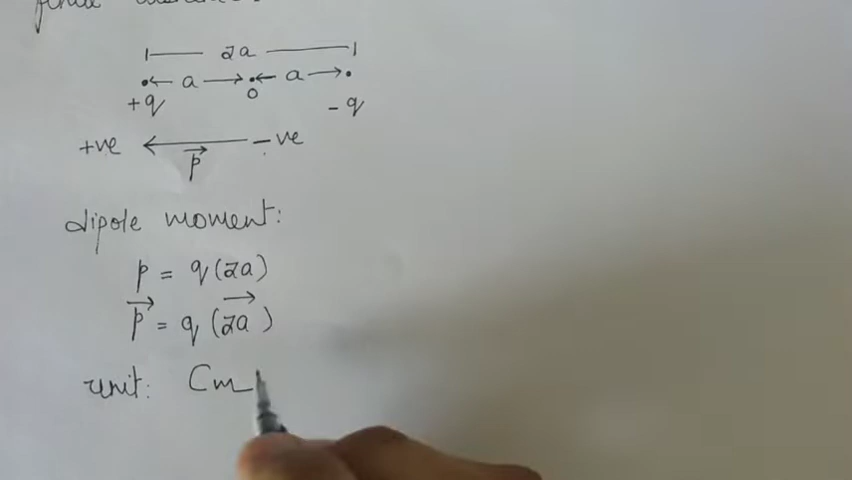 2a
a a
+q O - q
+ve p⃗ - ve
dipole moment:
p = q(2a)
p⃗ = q (2a⃗)
unit: Cm